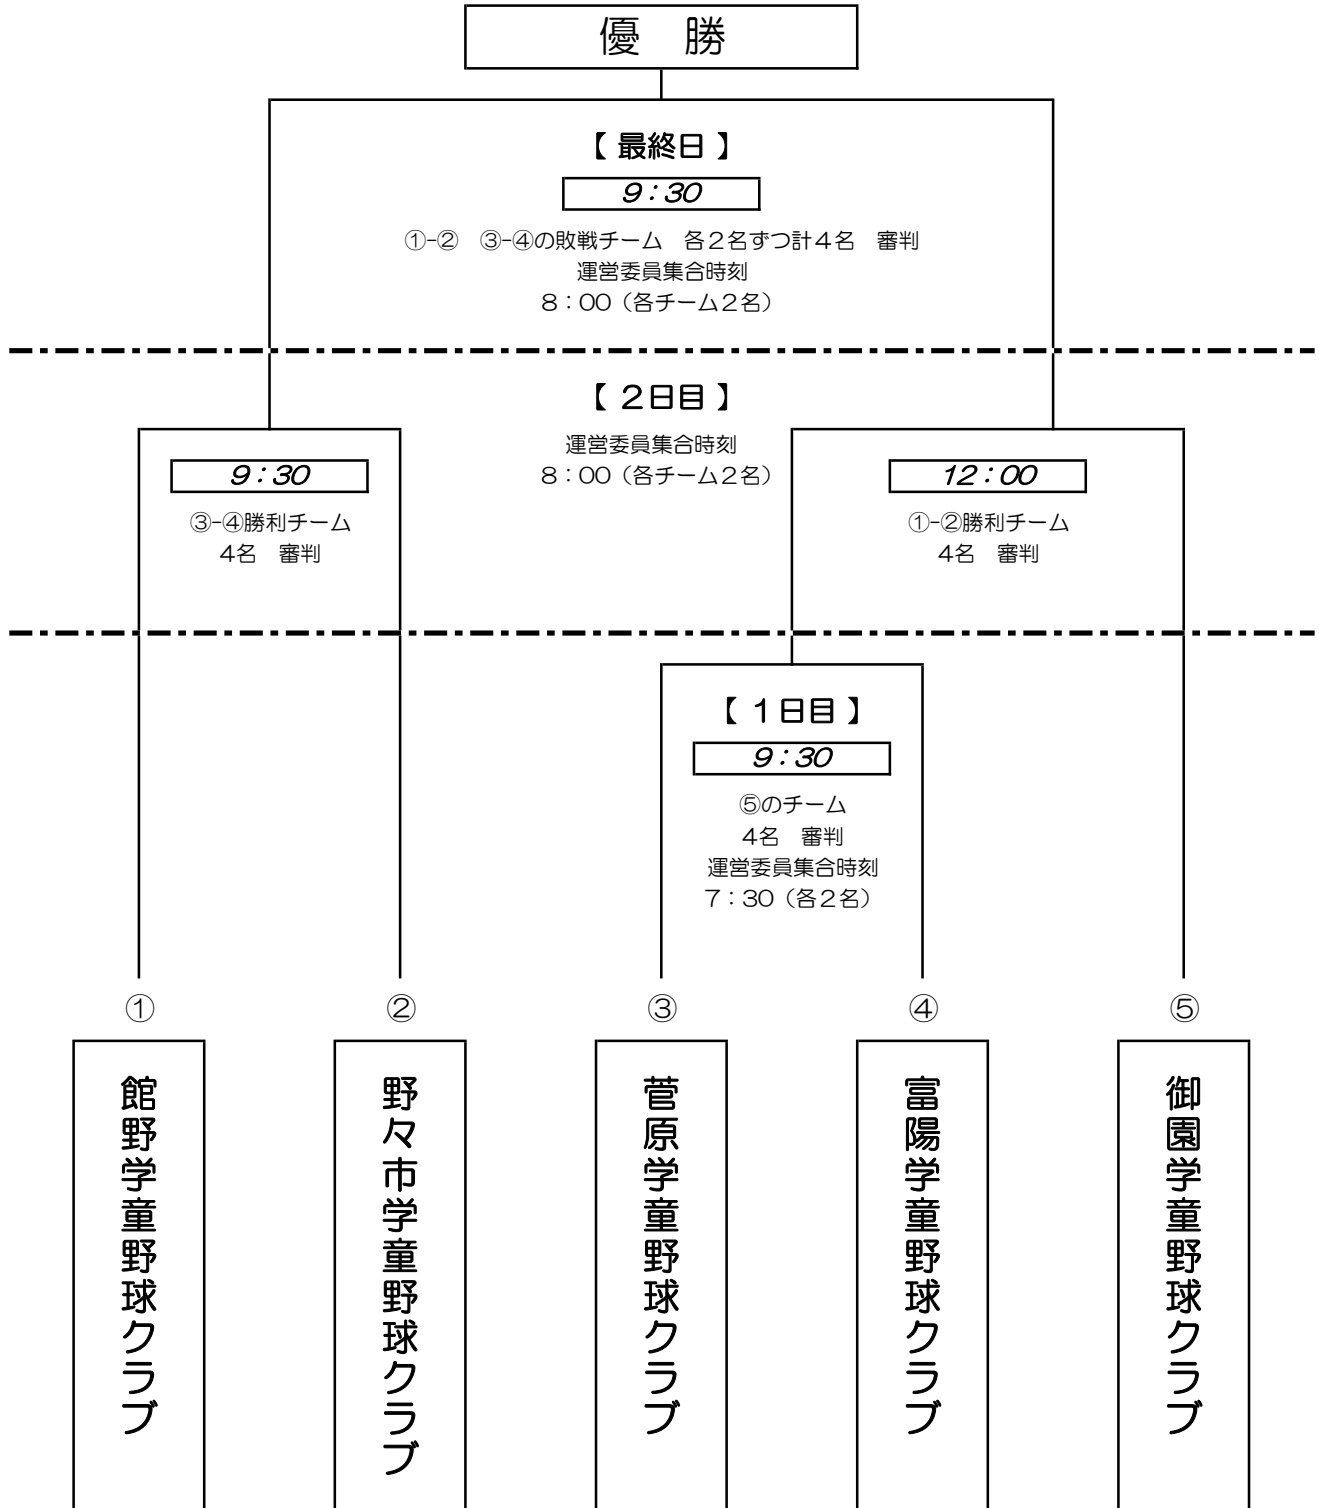 優　勝
【 最終日 】
9：30
①-②　③-④の敗戦チーム　各２名ずつ計４名　審判
運営委員集合時刻
８：００（各チーム２名）
【 ２日目 】
運営委員集合時刻
８：００（各チーム２名）
9：30
③-④勝利チーム
4名　審判
12：00
①-②勝利チーム
4名　審判
【 １日目 】
9：30
⑤のチーム
4名　審判
運営委員集合時刻
７：３０（各２名）
①
②
③
④
⑤
館野学童野球クラブ
野々市学童野球クラブ
菅原学童野球クラブ
富陽学童野球クラブ
御園学童野球クラブ